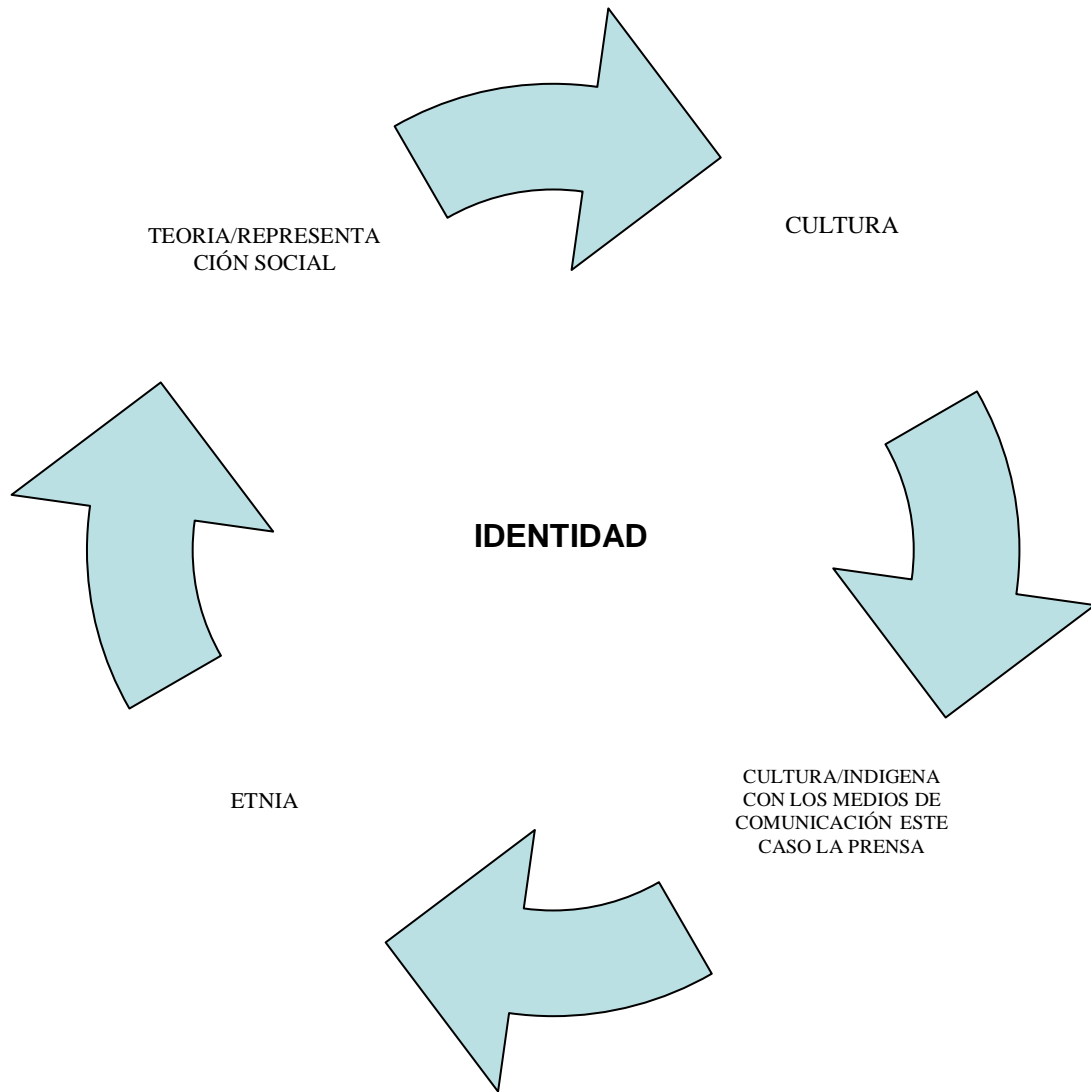 TEORIA/REPRESENTA
CIÓN SOCIAL
CULTURA
IDENTIDAD
ETNIA
CULTURA/INDIGENA
CON LOS MEDIOS DE
COMUNICACIÓN ESTE
CASO LA PRENSA